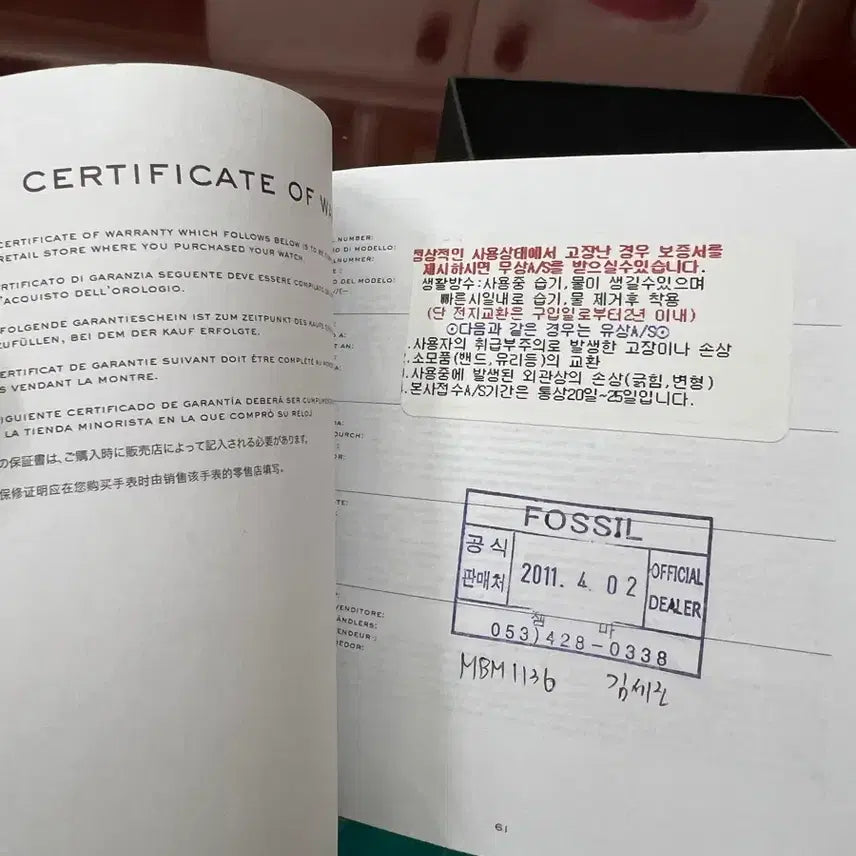 CERTIFICATE OF WA
CERTIFICATE OF WARRANTY WHICH FOLLOWS BELOW IS TO
RETAIL STORE WHERE YOU PURCHASED YOUR WATCH.
CERTIFICATO DI GARANZIA SEGUENTE DEVE ESSERE COMPILATO
L'ACQUISTO DELL'OROLOGIO.
FOLGENDE GARANTIESCHEIN IST ZUM ZEITPUNKT DES KAUFS
ZUFÜLLEN, BEI DEM DER KAUF ERFOLGTE.
CERTIFICAT DE GARANTIE SUIVANT DOIT ÊTRE COMPLÉTÉ AU
VENDANT LA MONTRE.
SIGUIENTE CERTIFICADO DE GARANTÍA DEBERÁ SER
LA TIENDA MINORISTA EN LA QUE COMPRÓ SU RELOJ
の保証書は、ご購入時に販売店によって記入される必要があります。
保修证明应在您购买手表时由销售该手表的零售店填写。
NUMBER:
DI MODELLO:
NUMMER:
DEL MODELO:
バー
정상적인 사용상태에서 고장난 경우 보증서를
제시하시면 무상A/S를 받으실수있습니다.
생활방수:사용중 습기,물이 생길수있으며
빠른시일내로 습기,물 제거후 착용
(단 전지교환은 구입일로부터2년 이내)
⊙다음과 같은 경우는 유상A/S⊙
.사용자의 취급부주의로 발생한 고장이나 손상
.소모품(밴드,유리등)의 교환
.사용중에 발생된 외관상의 손상(긁힘,변형)
.본사접수A/S기간은 통상20일~25일입니다.
FOSSIL
공식
판매처
2011. 4. 02
OFFICIAL
DEALER
젬 마
053)428-0338
VENDITORE:
HÄNDLERS:
VENDEUR:
MBM1136
61